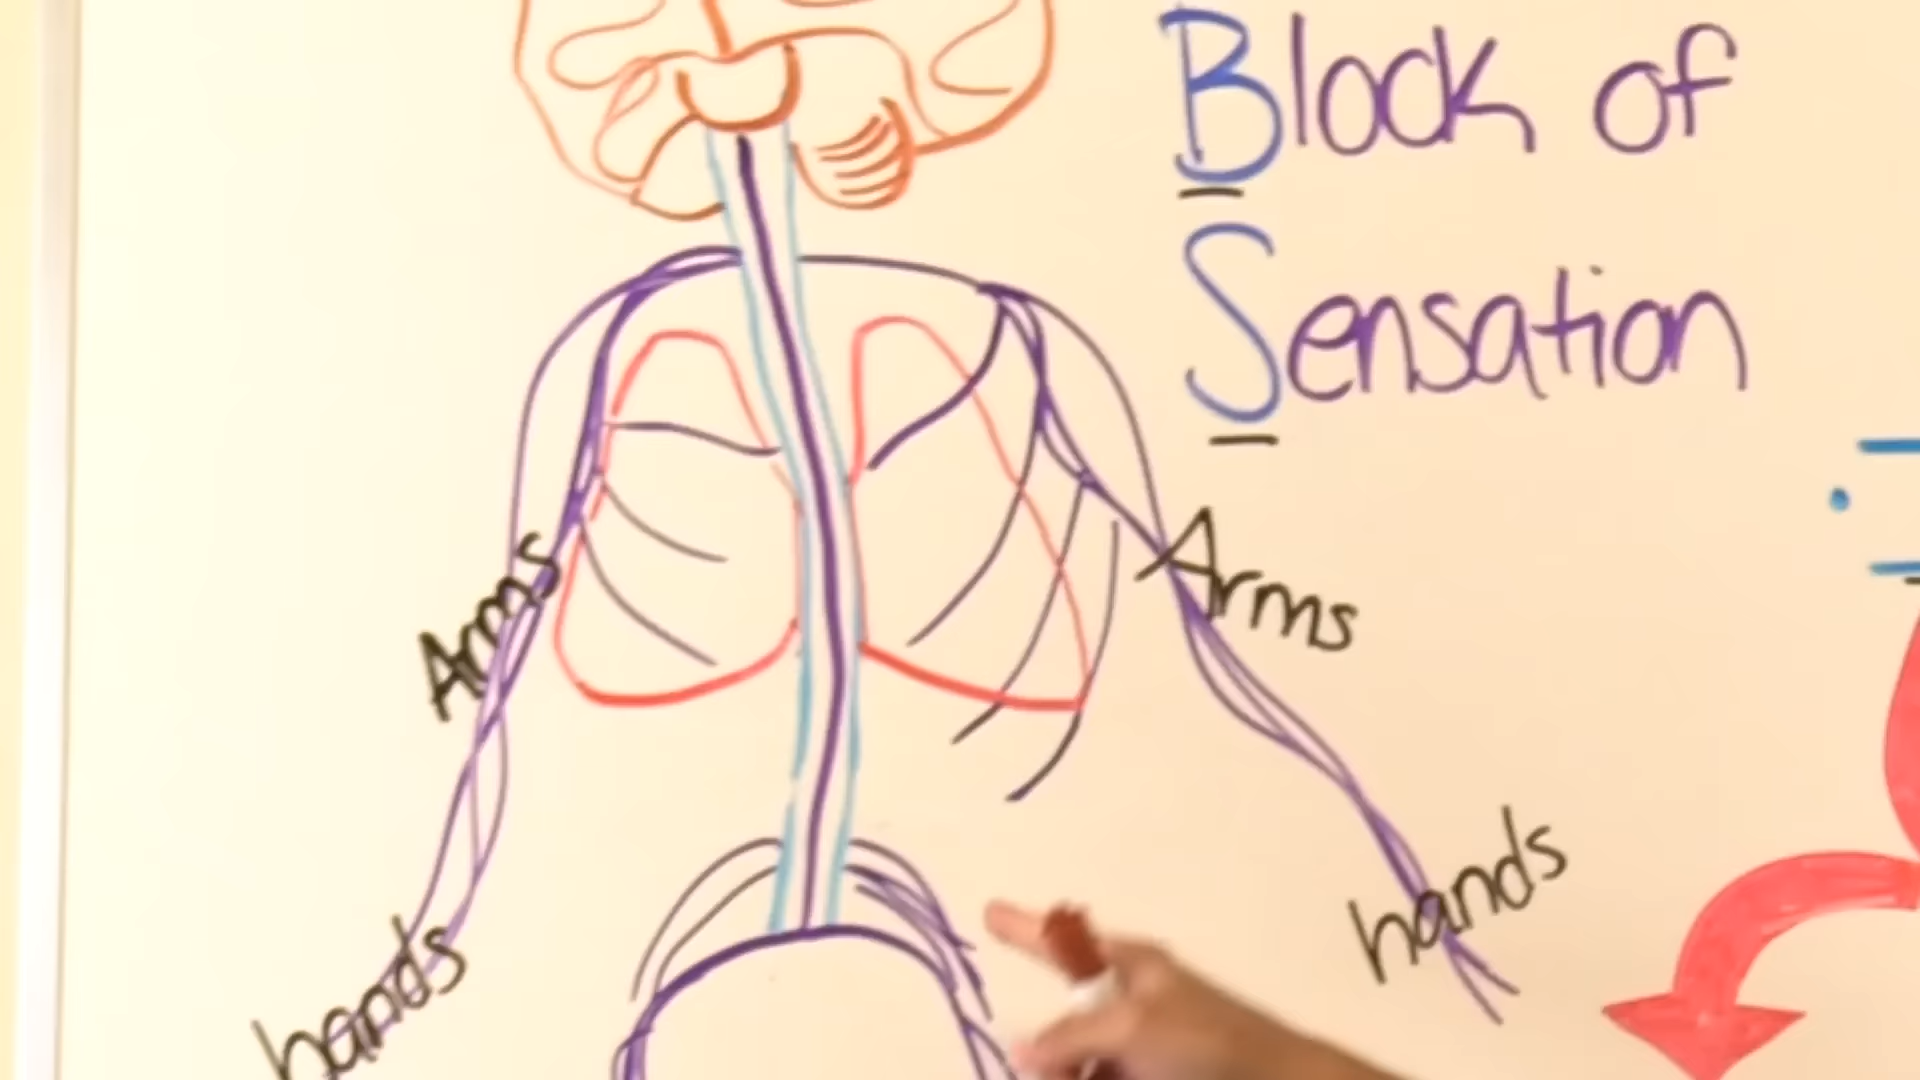 Block of
Sensation
Arms
Arms
hands
hands